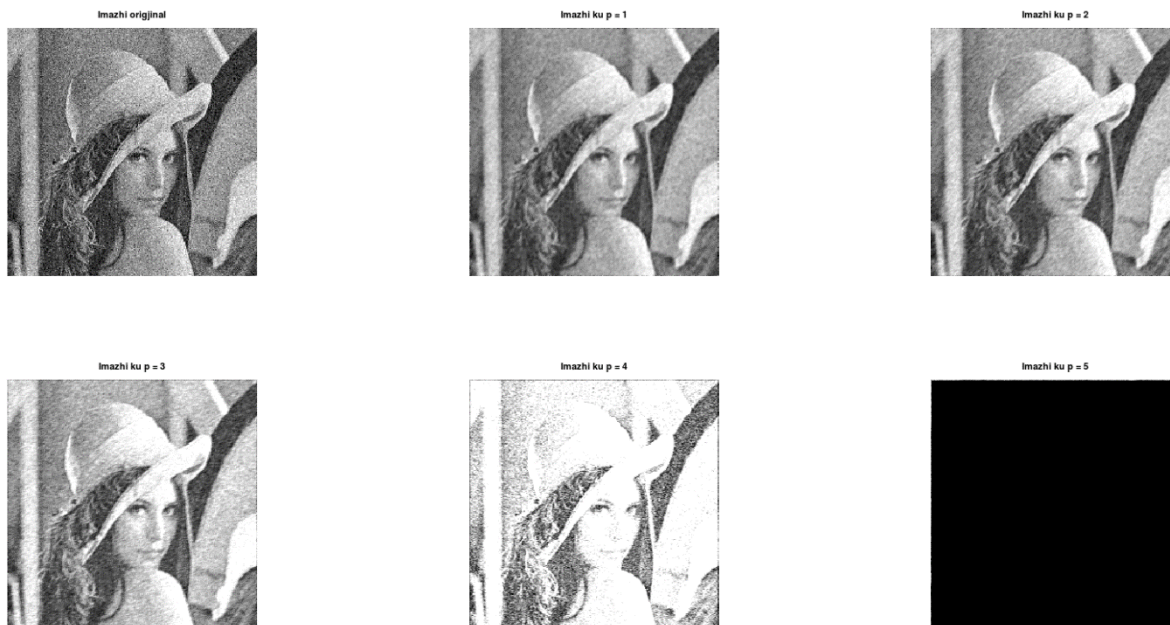 Imazhi origjinal
Imazhi ku p = 1
Imazhi ku p = 2
Imazhi ku p = 3
Imazhi ku p = 4
Imazhi ku p = 5